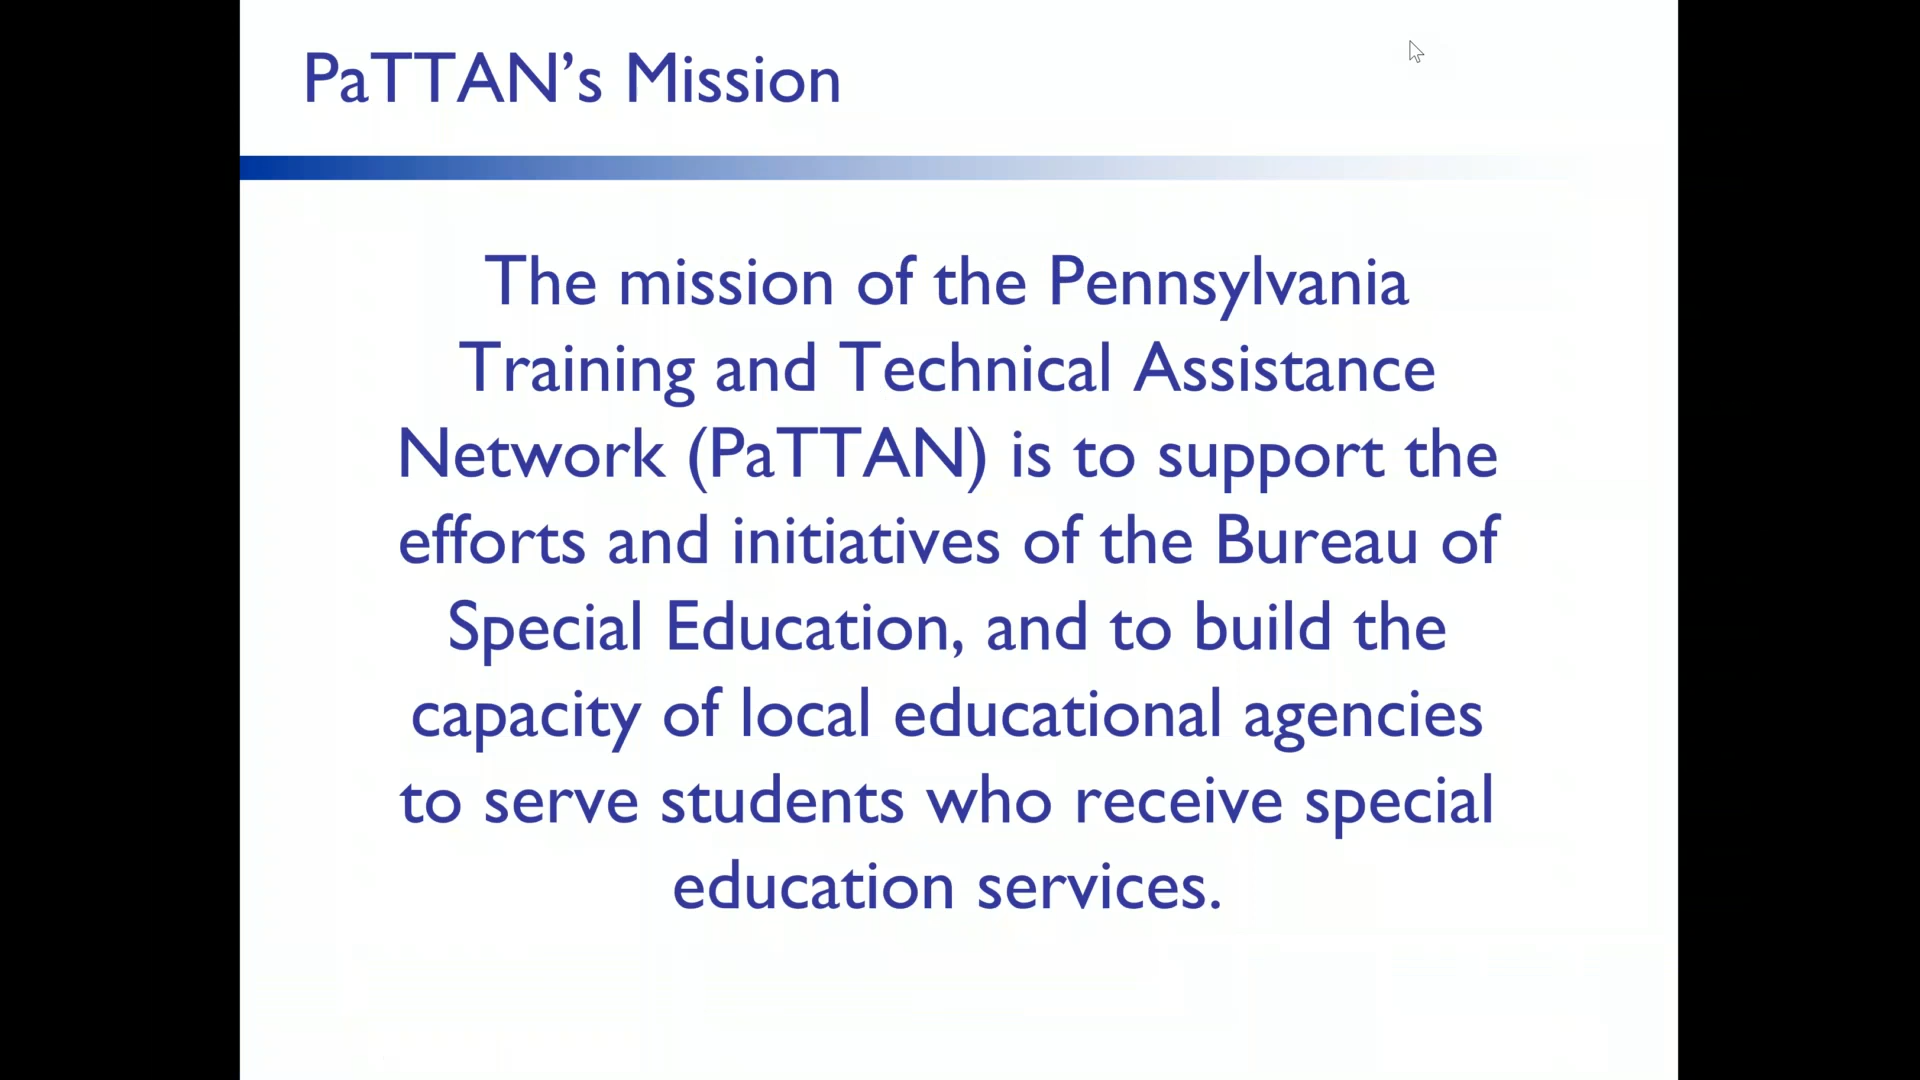 PaTTAN’s Mission
The mission of the Pennsylvania
Training and Technical Assistance
Network (PaTTAN) is to support the
efforts and initiatives of the Bureau of
Special Education, and to build the
capacity of local educational agencies
to serve students who receive special
education services.